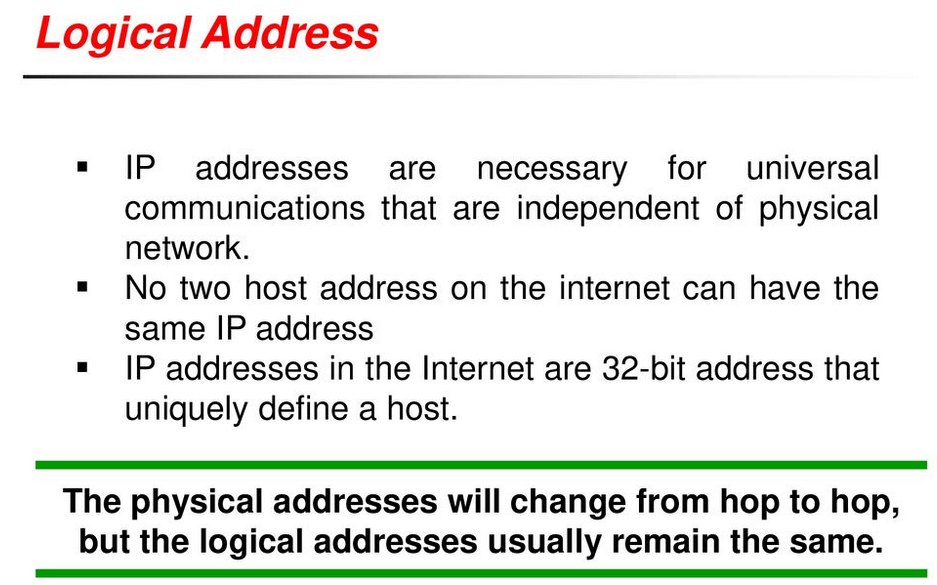 Logical Address
▪ IP addresses are necessary for universal
communications that are independent of physical
network.
▪ No two host address on the internet can have the
same IP address
▪ IP addresses in the Internet are 32-bit address that
uniquely define a host.
The physical addresses will change from hop to hop,
but the logical addresses usually remain the same.